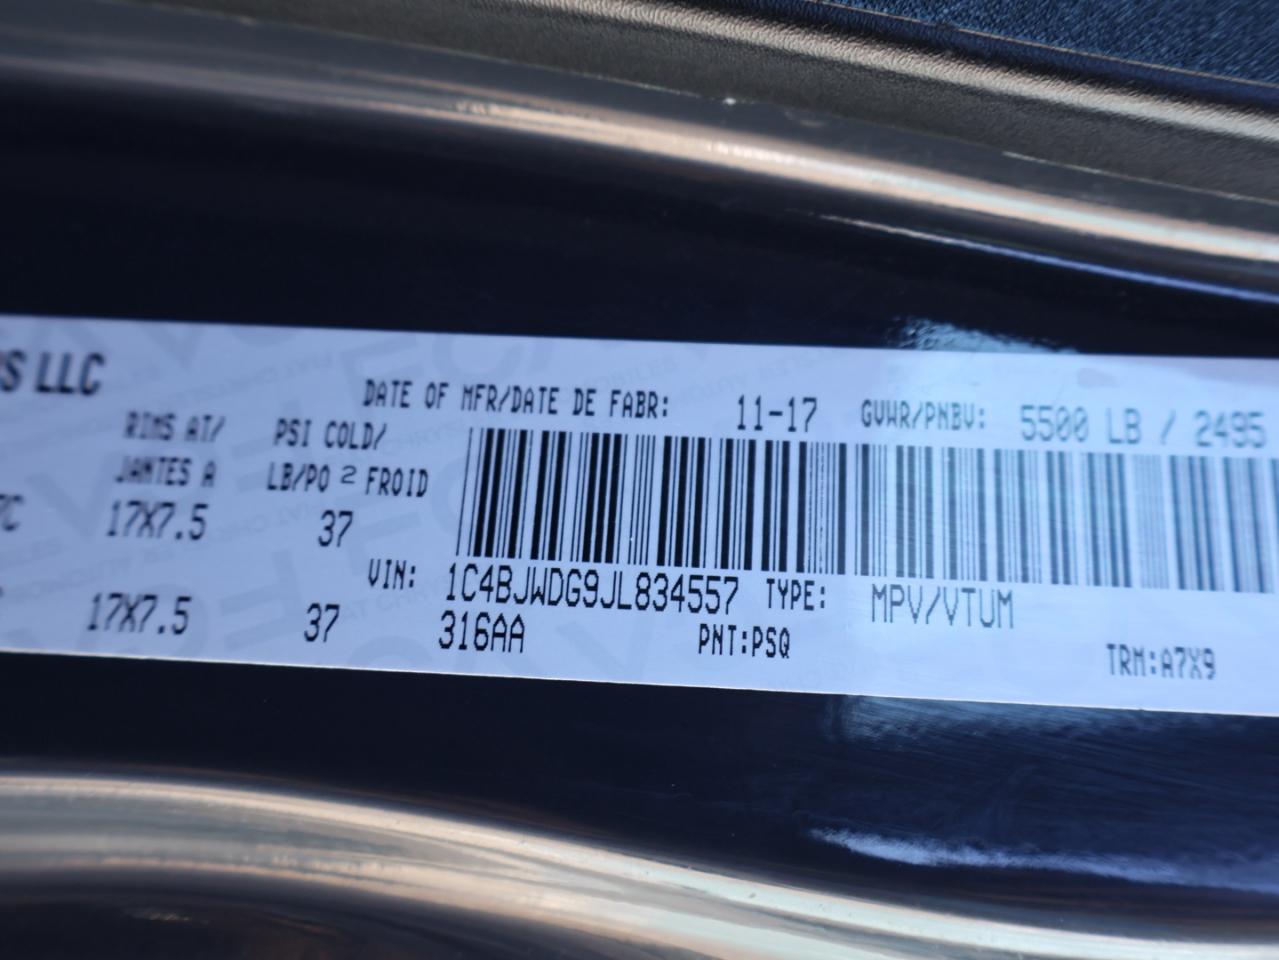 RS LLC
DATE OF MFR/DATE DE FABR: 11-17 GVWR/PNBV: 5500 LB / 2495
RIMS AT/ PSI COLD/
JANTES A LB/PO 2 FROID
17X7.5 37
VIN: 1C4BJWDG9JL834557 TYPE: MPV/VTUM
17X7.5 37
316AA PNT:PSQ TRM:A7X9